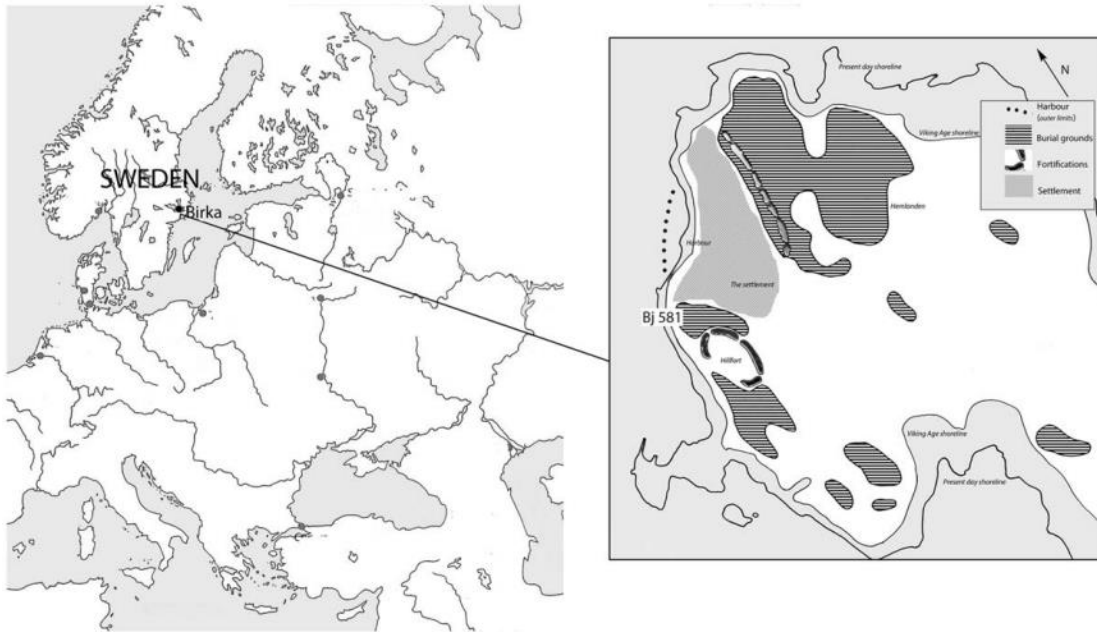 SWEDEN
Birka
Present day shoreline
N
Harbour
(outer limits)
Burial grounds
Fortifications
Settlement
Viking Age shoreline
Hemlanden
Harbour
The settlement
Bj 581
Hillfort
Viking Age shoreline
Present day shoreline